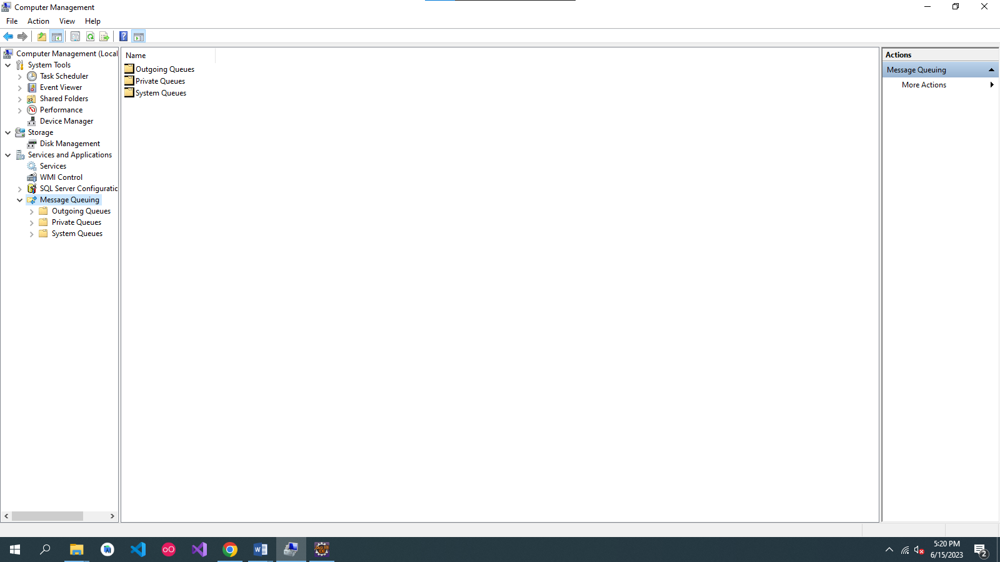 Computer Management
File Action View Help
Computer Management (Local
System Tools
Task Scheduler
Event Viewer
Shared Folders
Performance
Device Manager
Storage
Disk Management
Services and Applications
Services
WMI Control
SQL Server Configuratic
Message Queuing
Outgoing Queues
Private Queues
System Queues
Name
Outgoing Queues
Private Queues
System Queues
Actions
Message Queuing
More Actions
5:20 PM
6/15/2023
2